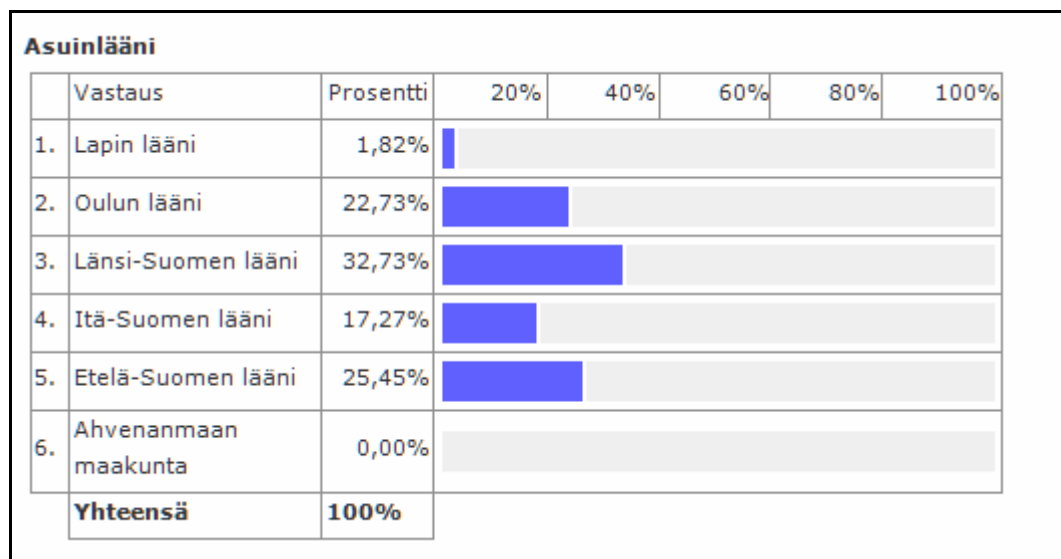 Asuinlääni
Vastaus Prosentti 20% 40% 60% 80% 100%
1. Lapin lääni 1,82%
2. Oulun lääni 22,73%
3. Länsi-Suomen lääni 32,73%
4. Itä-Suomen lääni 17,27%
5. Etelä-Suomen lääni 25,45%
6. Ahvenanmaan
maakunta 0,00%
Yhteensä 100%